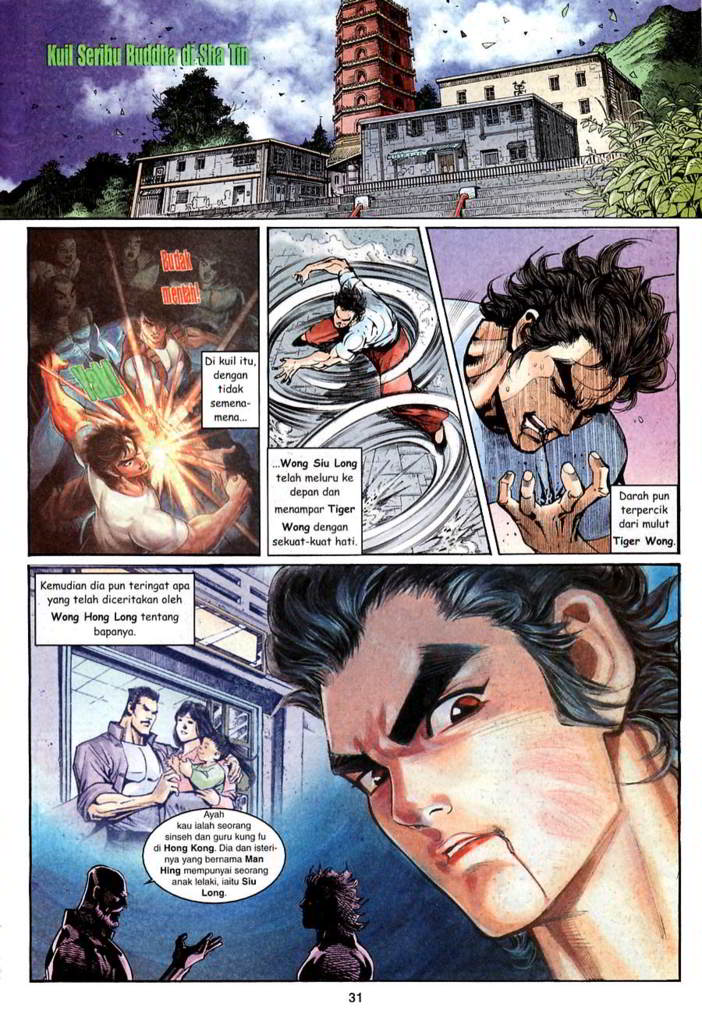 Kuil Seribu Buddha di Sha Tin
Budak
mentah!
Di kuil itu,
dengan
tidak
semena-
mena...
...Wong Siu Long
telah meluru ke
depan dan
menampar Tiger
Wong dengan
sekuat-kuat hati.
Darah pun
terpercik
dari mulut
Tiger Wong.
Kemudian dia pun teringat apa
yang telah diceritakan oleh
Wong Hong Long tentang
bapanya.
Ayah
kau ialah seorang
sinseh dan guru kung fu
di Hong Kong. Dia dan isteri-
nya yang bernama Man
Hing mempunyai seorang
anak lelaki, iaitu Siu
Long.
31